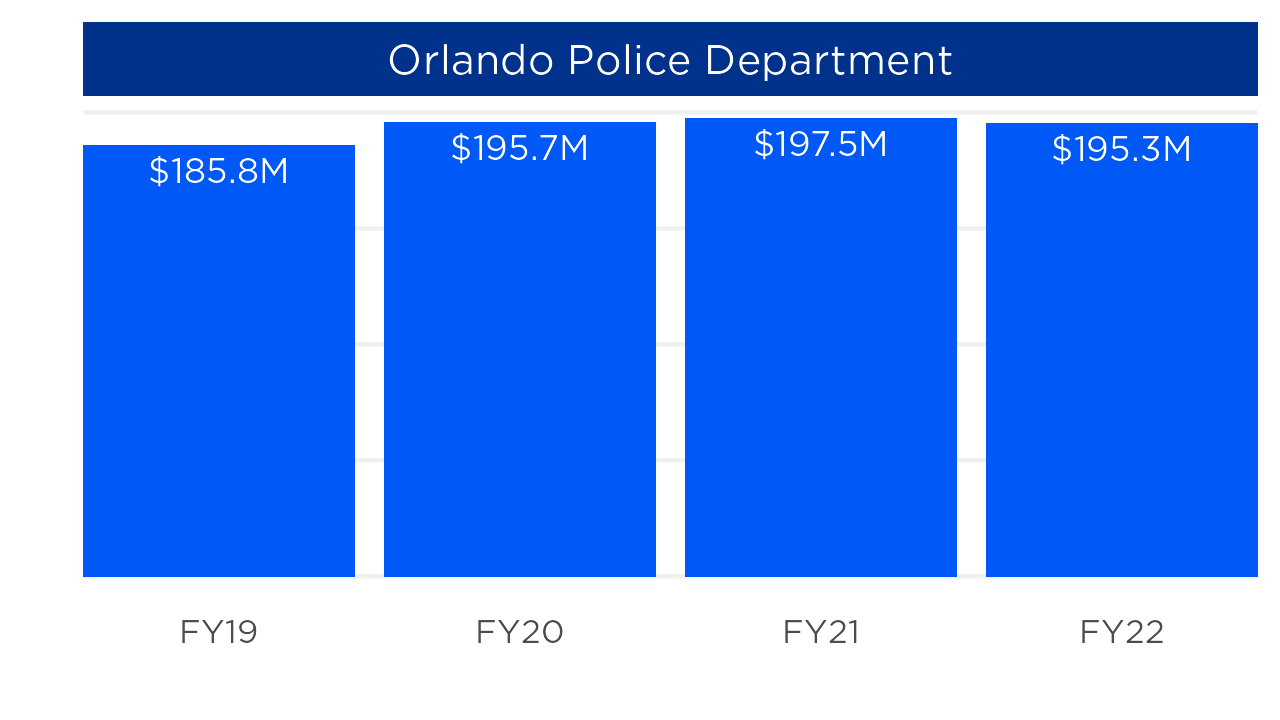 Orlando Police Department
$185.8M
$195.7M
$197.5M
$195.3M
FY19
FY20
FY21
FY22